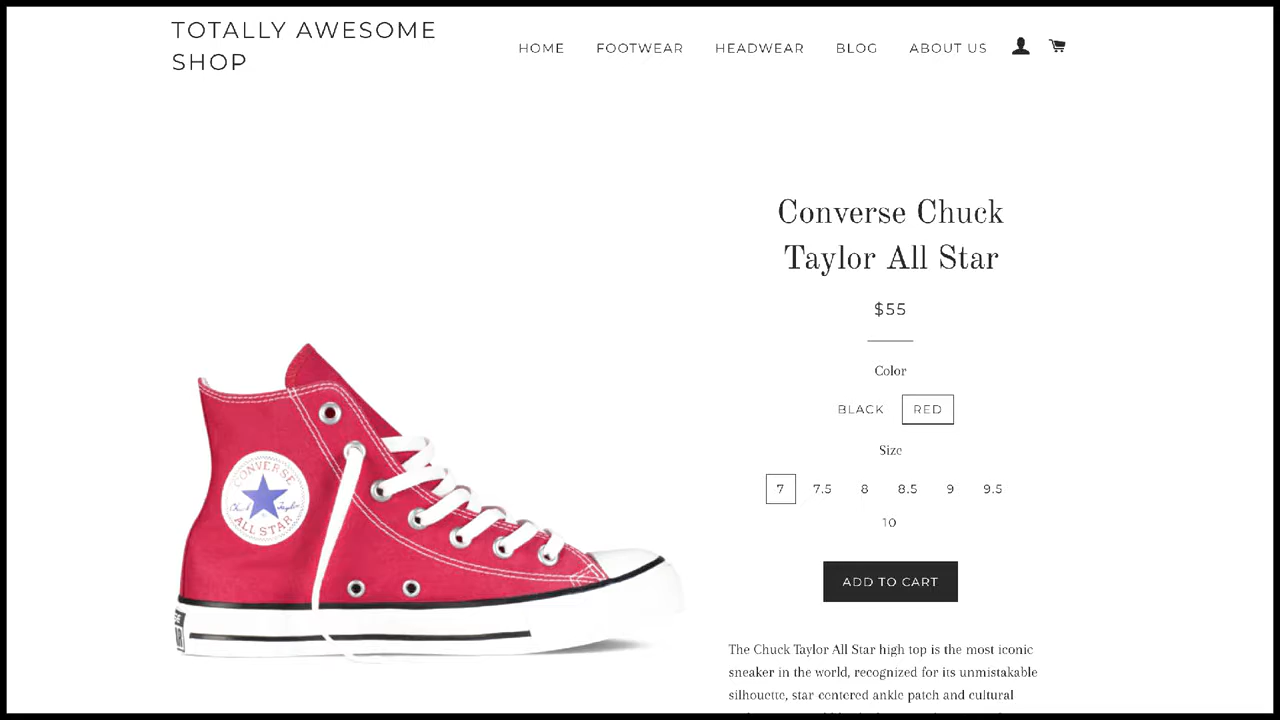 TOTALLY AWESOME
SHOP
HOME FOOTWEAR HEADWEAR BLOG ABOUT US
Converse Chuck
Taylor All Star
$55
Color
BLACK RED
Size
7 7.5 8 8.5 9 9.5
10
ADD TO CART
CONVERSE
Chuck Taylor
ALL STAR
The Chuck Taylor All Star high top is the most iconic
sneaker in the world, recognized for its unmistakable
silhouette, star-centered ankle patch and cultural